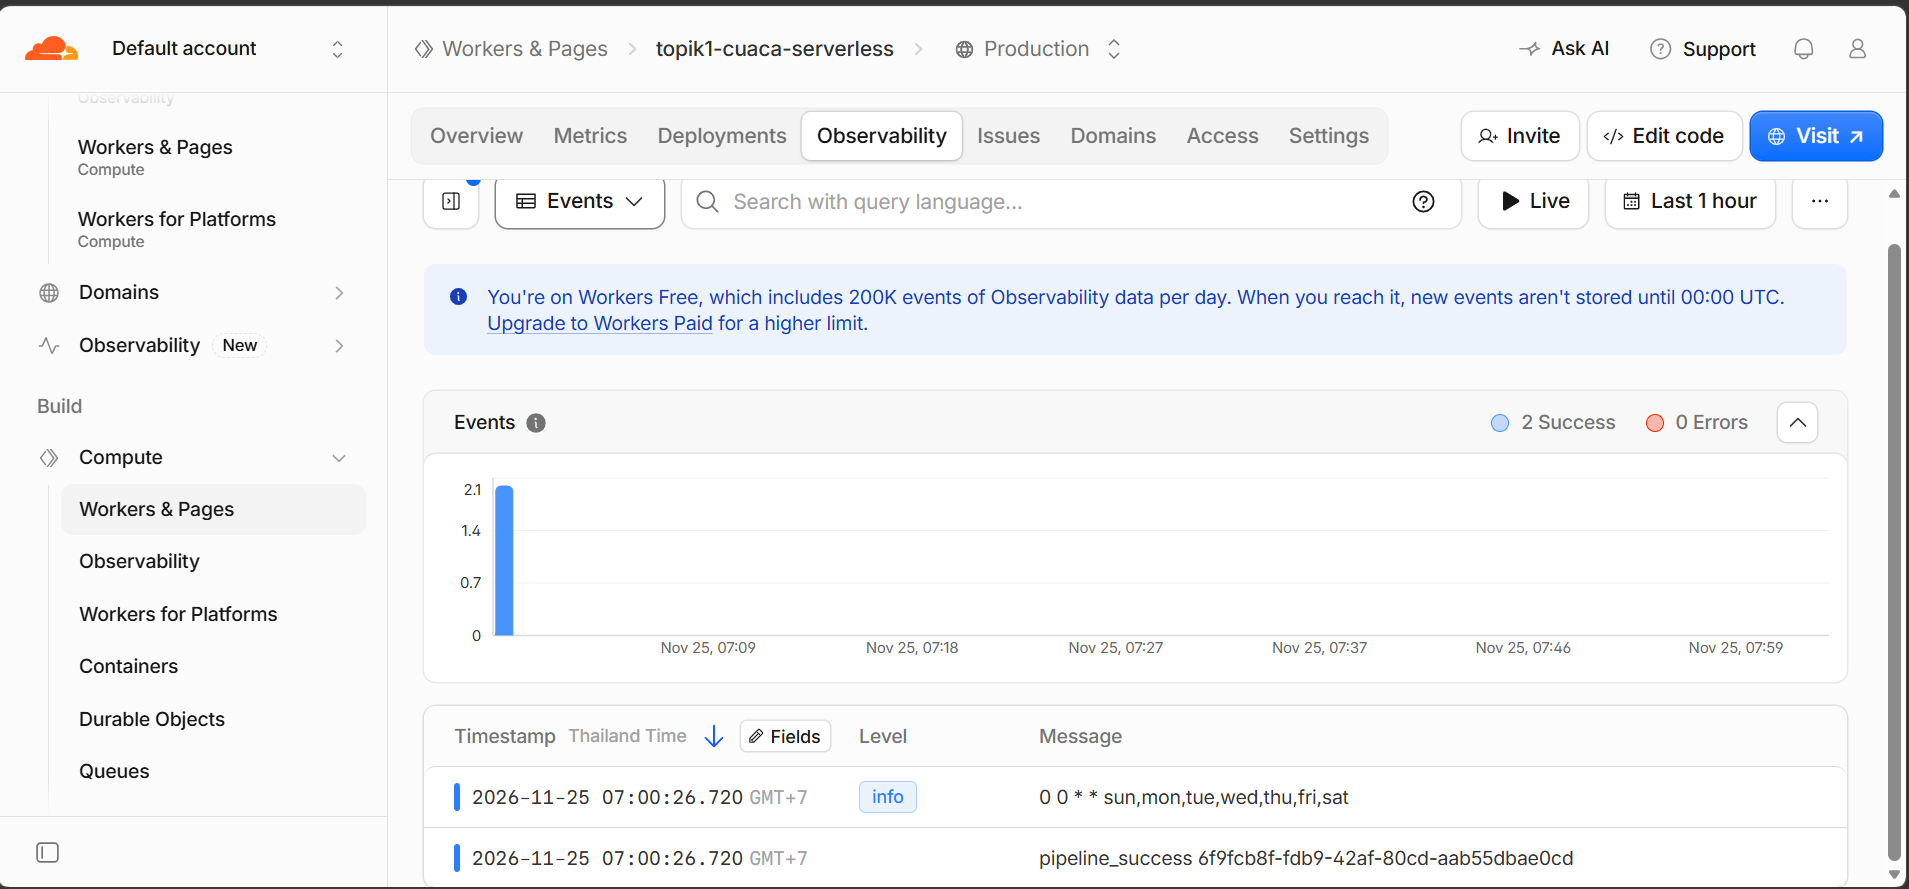 Default account
Workers & Pages
topik1-cuaca-serverless
Production
Ask AI
Support
Observability
Workers & Pages
Compute
Workers for Platforms
Compute
Domains
Observability New
Build
Compute
Workers & Pages
Observability
Workers for Platforms
Containers
Durable Objects
Queues
Overview Metrics Deployments Observability Issues Domains Access Settings
Invite
</> Edit code
Visit
Events
Search with query language...
Live
Last 1 hour
You're on Workers Free, which includes 200K events of Observability data per day. When you reach it, new events aren't stored until 00:00 UTC.
Upgrade to Workers Paid for a higher limit.
Events
2 Success
0 Errors
2.1
1.4
0.7
0
Nov 25, 07:09 Nov 25, 07:18 Nov 25, 07:27 Nov 25, 07:37 Nov 25, 07:46 Nov 25, 07:59
Timestamp Thailand Time Fields Level Message
2026-11-25 07:00:26.720 GMT+7 info 0 0 * * sun,mon,tue,wed,thu,fri,sat
2026-11-25 07:00:26.720 GMT+7 pipeline_success 6f9fcb8f-fdb9-42af-80cd-aab55dbae0cd